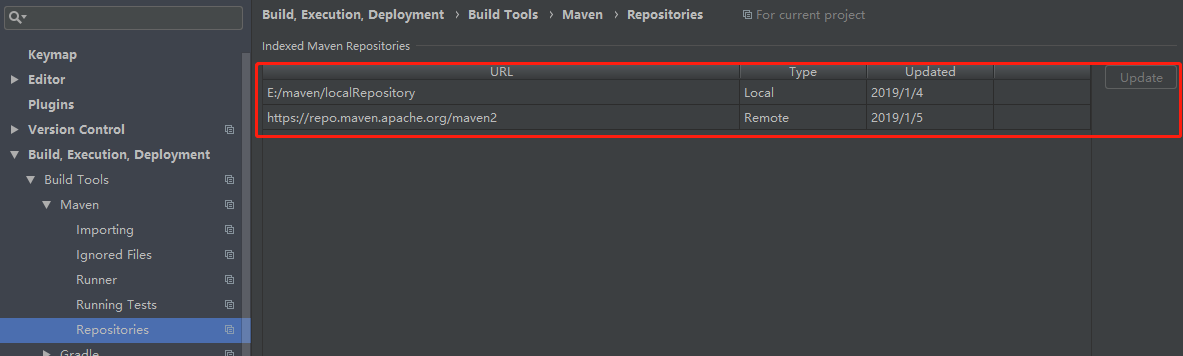 Build, Execution, Deployment › Build Tools › Maven › Repositories For current project
Indexed Maven Repositories
URL Type Updated
E:/maven/localRepository Local 2019/1/4
https://repo.maven.apache.org/maven2 Remote 2019/1/5
Update
Keymap
Editor
Plugins
Version Control
Build, Execution, Deployment
Build Tools
Maven
Importing
Ignored Files
Runner
Running Tests
Repositories
Gradle